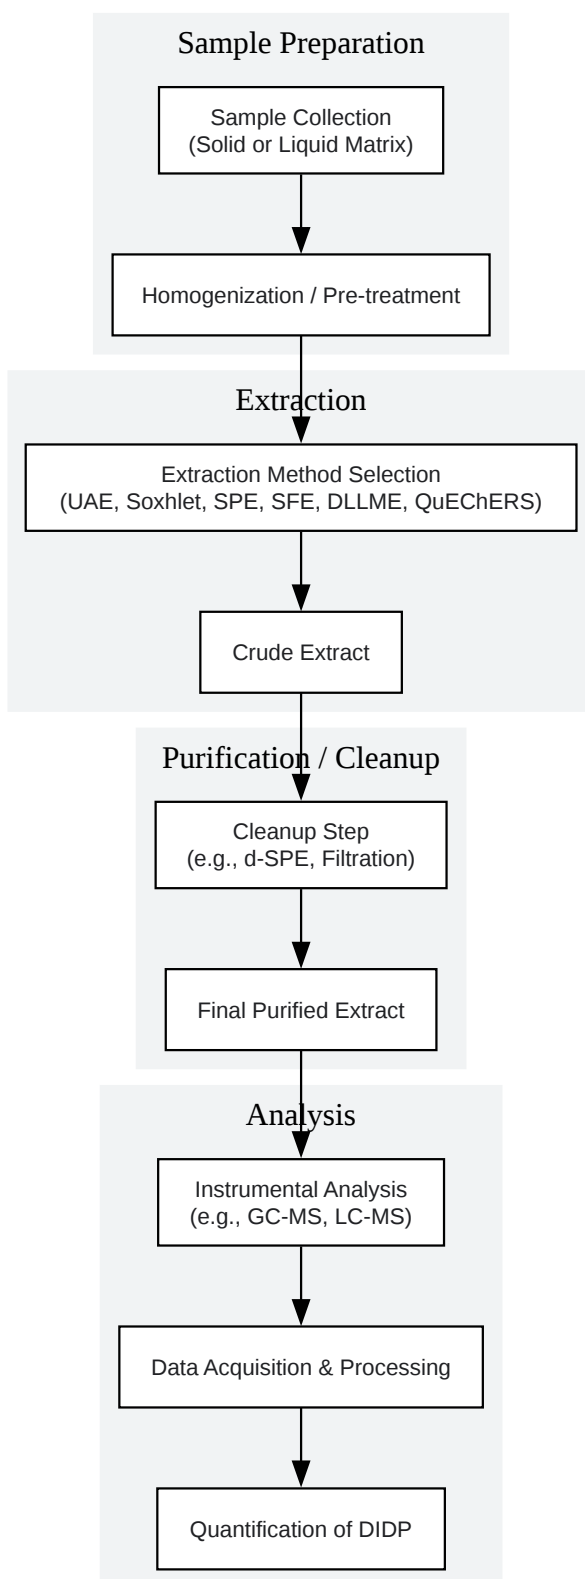 Sample Preparation
Sample Collection
(Solid or Liquid Matrix)
Homogenization / Pre-treatment
Extraction
Extraction Method Selection
(UAE, Soxhlet, SPE, SFE, DLLME, QuEChERS)
Crude Extract
Purification / Cleanup
Cleanup Step
(e.g., d-SPE, Filtration)
Final Purified Extract
Analysis
Instrumental Analysis
(e.g., GC-MS, LC-MS)
Data Acquisition & Processing
Quantification of DIDP